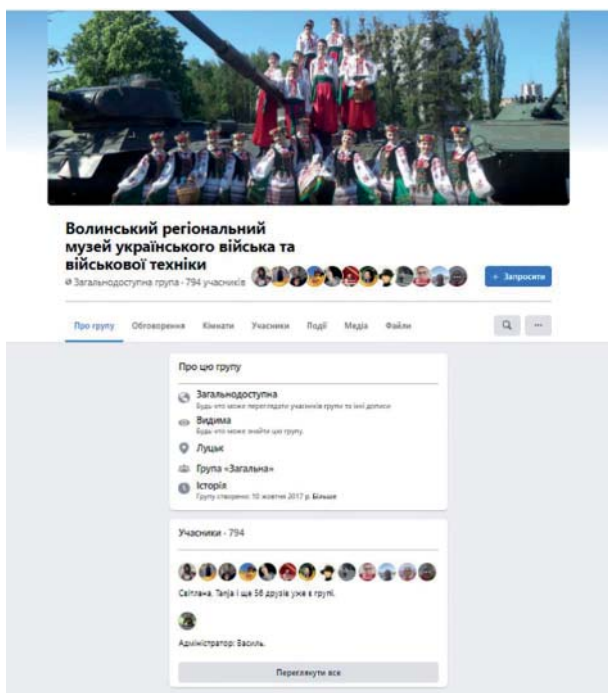 Волинський регіональний
музей українського війська та
військової техніки
Загальнодоступна група · 794 учасників
+ Запросити
Про групу Обговорення Кімнати Учасники Події Медіа Файли
Про цю групу
Загальнодоступна
Будь-хто може переглядати учасників групи та їхні дописи
Видима
Будь-хто може знайти цю групу.
Луцьк
Група «Загальна»
Історія
Групу створено: 10 жовтня 2017 р. Більше
Учасники · 794
Світлана, Tanja і ще 56 друзів уже в групі.
Адміністратор: Василь.
Переглянути все